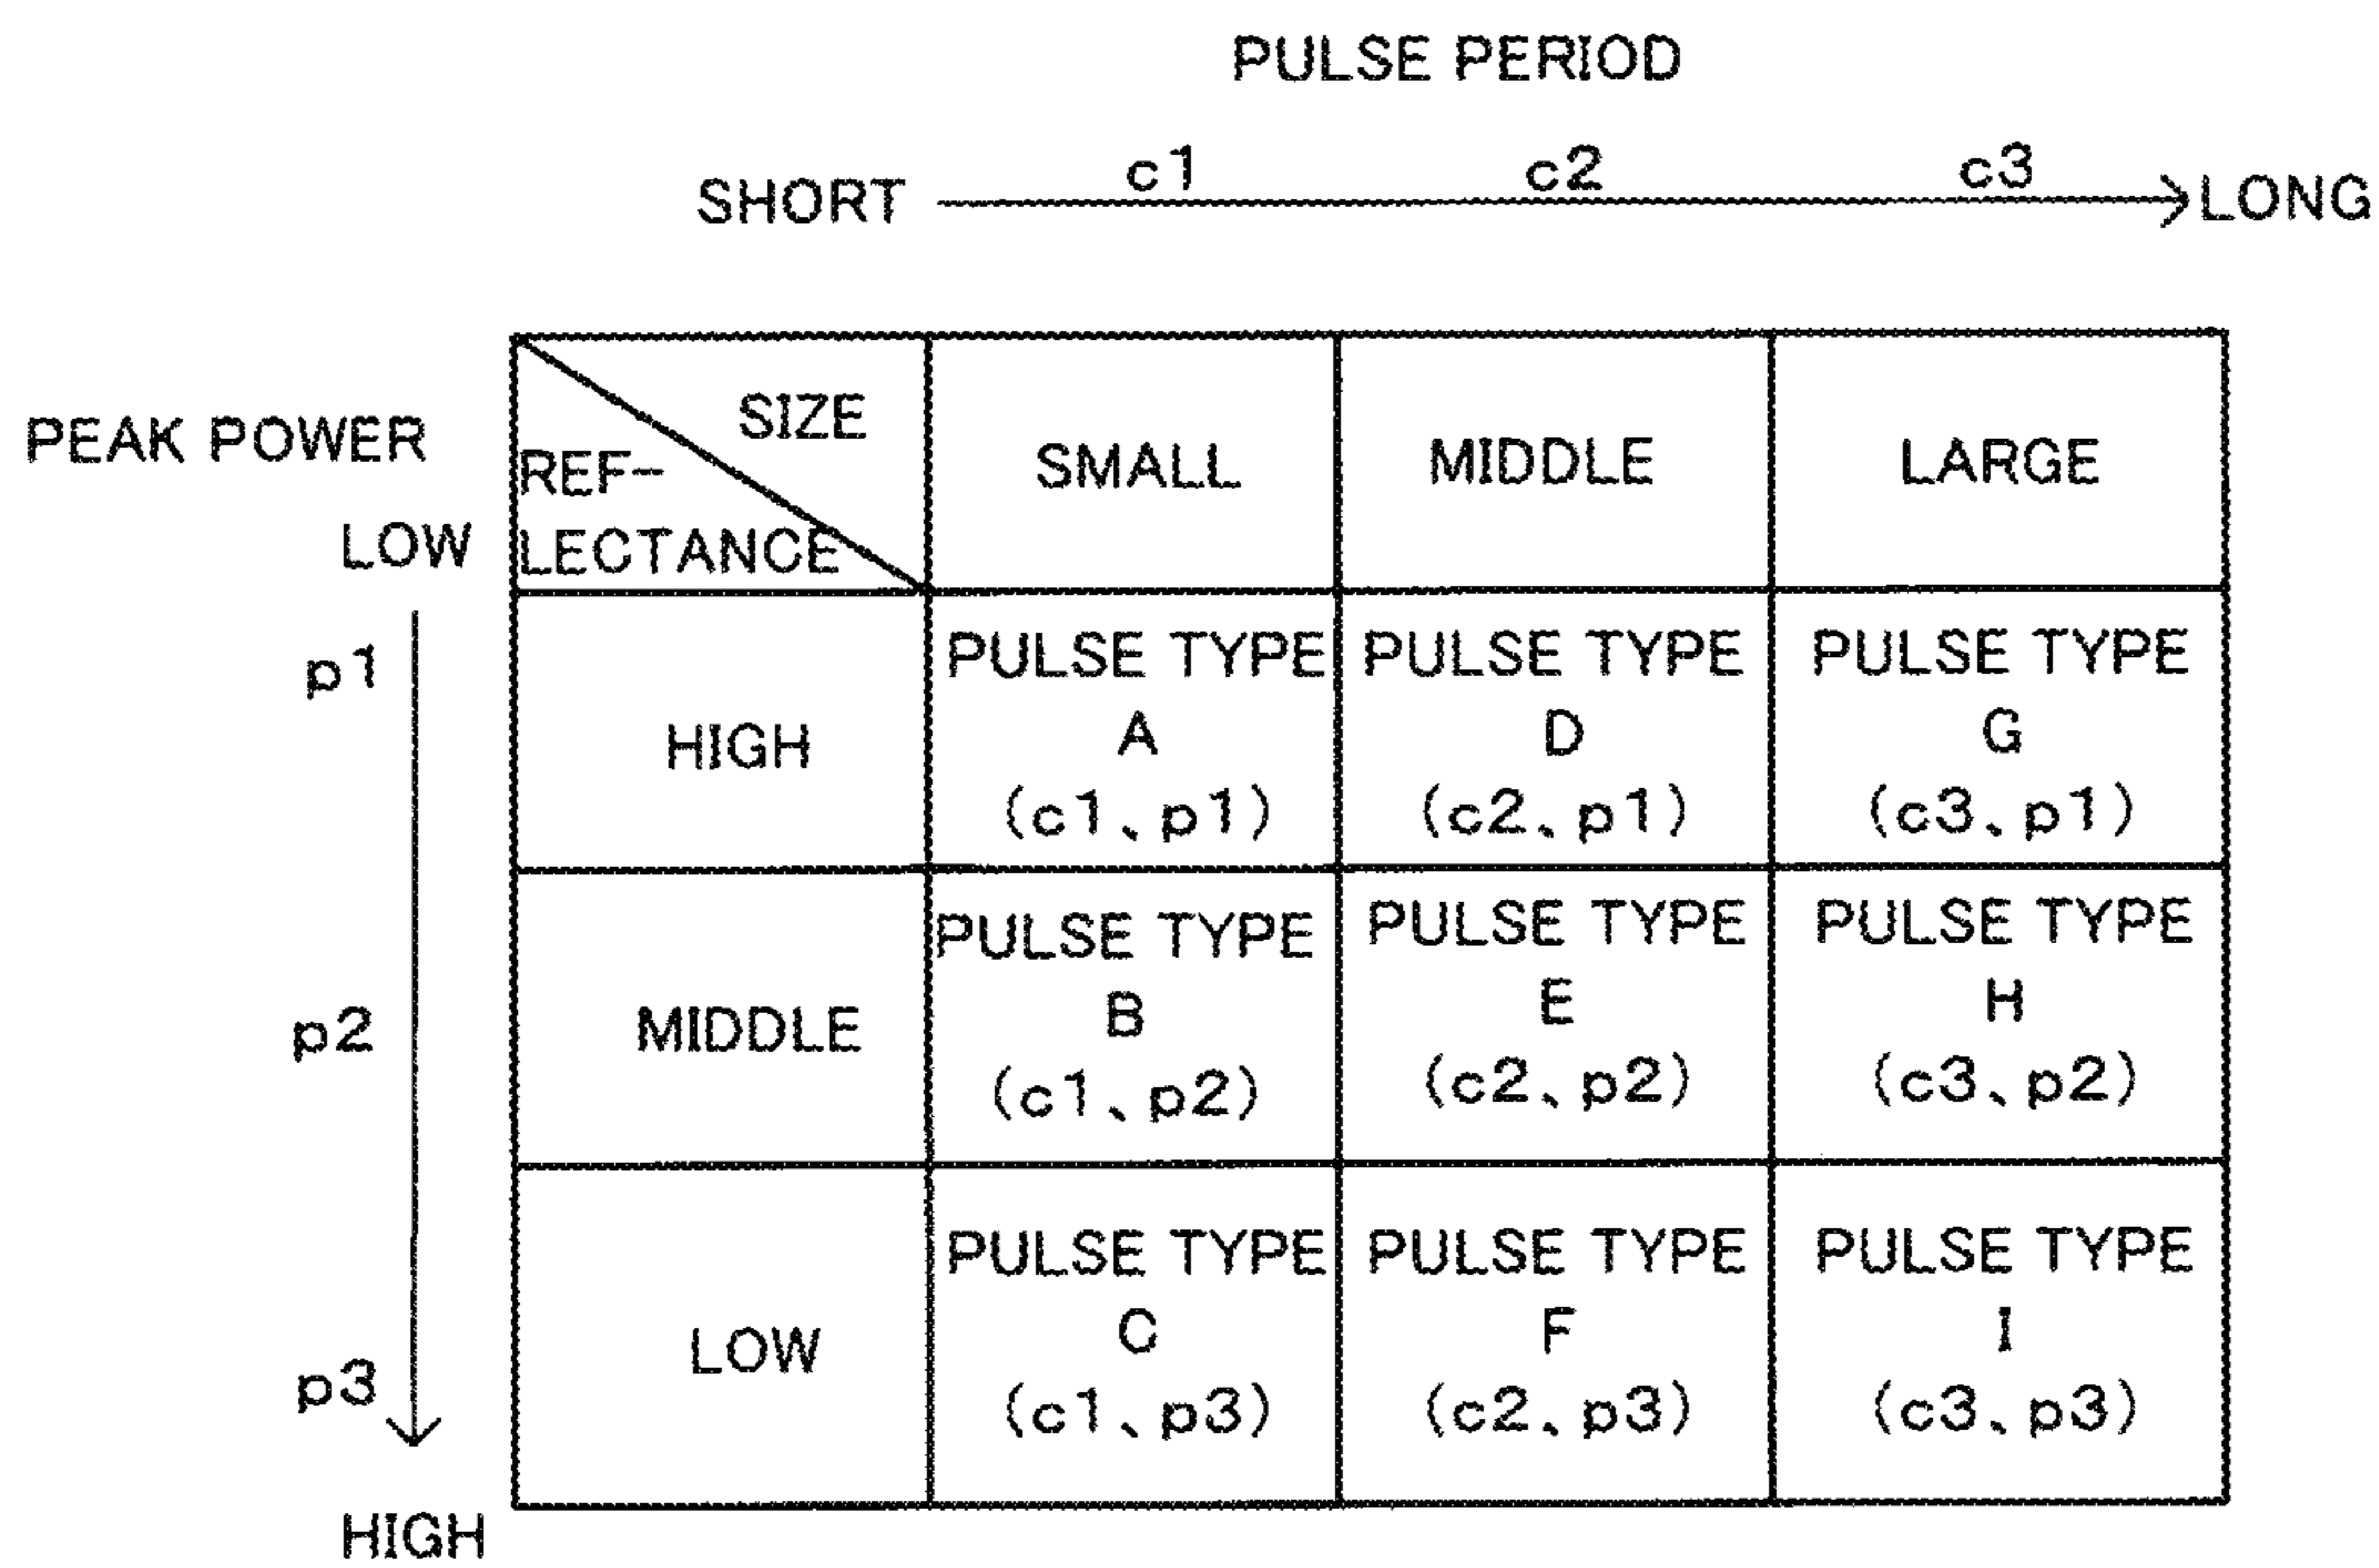 PULSE PERIOD
c1 c2 c3
SHORT LONG
PEAK POWER
LOW
p1
p2
p3
HIGH
SIZE
REF-
LECTANCE
SMALL MIDDLE LARGE
HIGH
PULSE TYPE
A
(c1、p1)
PULSE TYPE
D
(c2、p1)
PULSE TYPE
G
(c3、p1)
MIDDLE
PULSE TYPE
B
(c1、p2)
PULSE TYPE
E
(c2、p2)
PULSE TYPE
H
(c3、p2)
LOW
PULSE TYPE
C
(c1、p3)
PULSE TYPE
F
(c2、p3)
PULSE TYPE
I
(c3、p3)